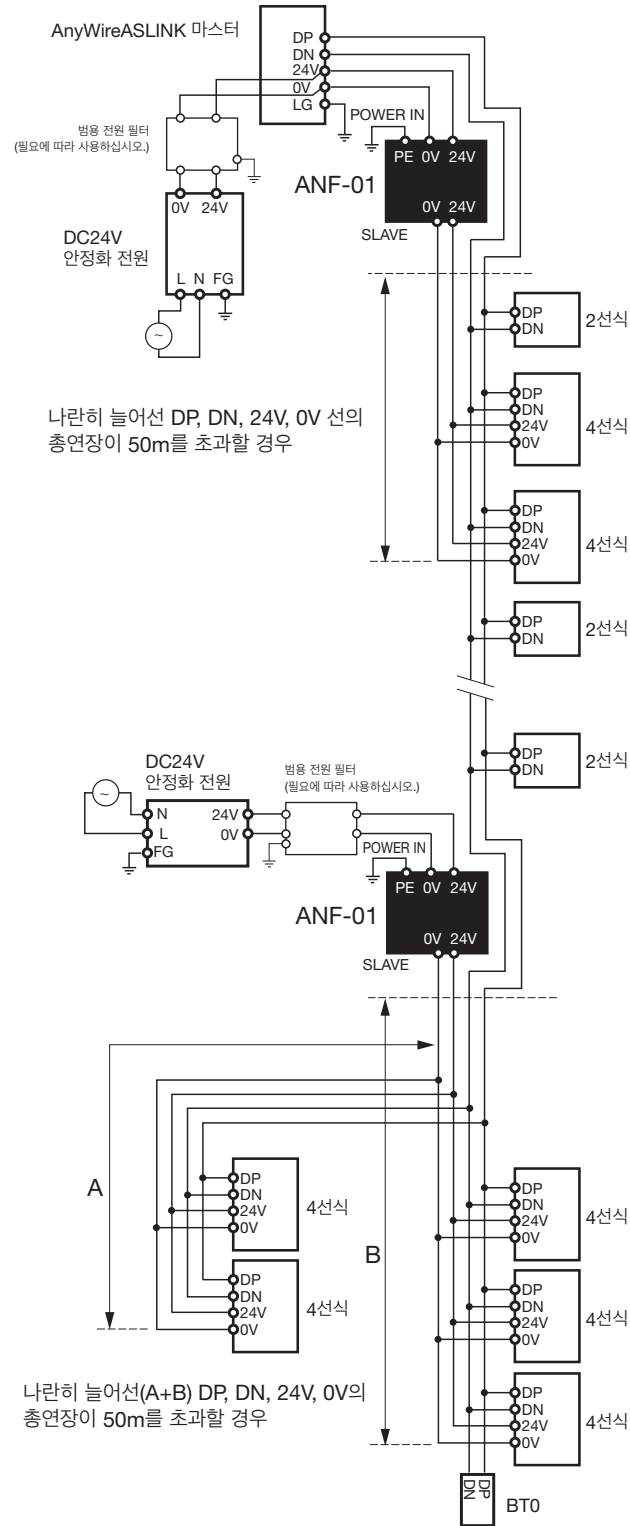 AnyWireASLINK 마스터
DP
DN
24V
0V
LG
POWER IN
범용 전원 필터
(필요에 따라 사용하십시오.)
PE 0V 24V
ANF-01
0V 24V
SLAVE
0V 24V
DC24V
안정화 전원
L N FG
~
DP
DN
2선식
나란히 늘어선 DP, DN, 24V, 0V 선의
총연장이 50m를 초과할 경우
DP
DN
24V
0V
4선식
DP
DN
24V
0V
4선식
DP
DN
2선식
DP
DN
2선식
DC24V
안정화 전원
범용 전원 필터
(필요에 따라 사용하십시오.)
~
N
L
FG
24V
0V
POWER IN
PE 0V 24V
ANF-01
0V 24V
SLAVE
A
B
DP
DN
24V
0V
4선식
DP
DN
24V
0V
4선식
DP
DN
24V
0V
4선식
DP
DN
24V
0V
4선식
DP
DN
24V
0V
4선식
나란히 늘어선(A+B) DP, DN, 24V, 0V의
총연장이 50m를 초과할 경우
DP
DN
BT0